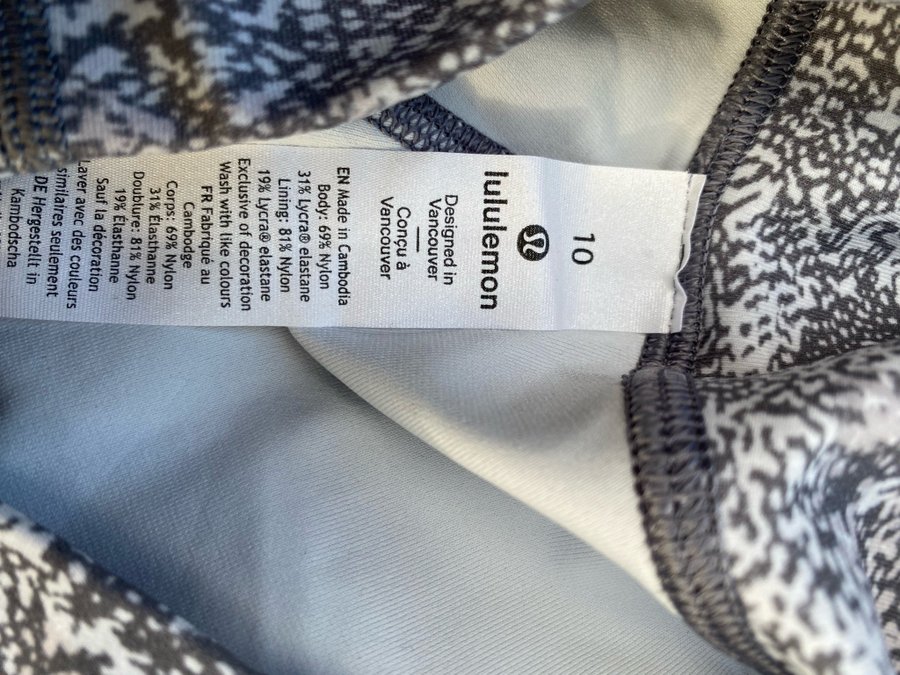 10
lululemon
Designed in
Vancouver
Conçu à
Vancouver
EN Made in Cambodia
Body: 69% Nylon
31% Lycra® elastane
Lining: 81% Nylon
19% Lycra® elastane
Exclusive of decoration
Wash with like colours
FR Fabriqué au
Cambodge
Corps: 69% Nylon
31% Élasthanne
Doublure: 81% Nylon
19% Élasthanne
Sauf la décoration
Laver avec des couleurs
similaires seulement
DE Hergestellt in
Kambodscha